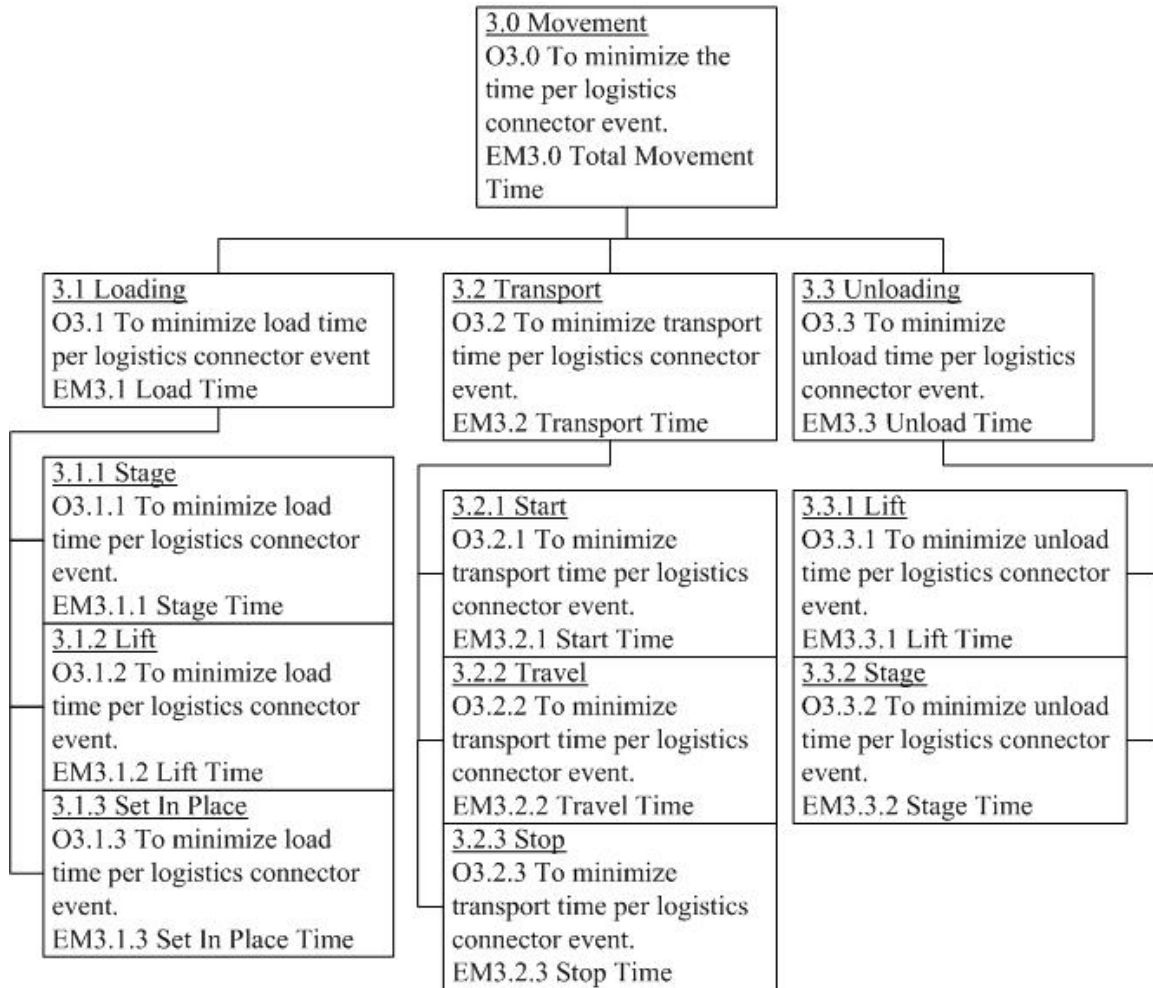 3.0 Movement
O3.0 To minimize the
time per logistics
connector event.
EM3.0 Total Movement
Time
3.1 Loading
O3.1 To minimize load time
per logistics connector event
EM3.1 Load Time
3.1.1 Stage
O3.1.1 To minimize load
time per logistics connector
event.
EM3.1.1 Stage Time
3.1.2 Lift
O3.1.2 To minimize load
time per logistics connector
event.
EM3.1.2 Lift Time
3.1.3 Set In Place
O3.1.3 To minimize load
time per logistics connector
event.
EM3.1.3 Set In Place Time
3.2 Transport
O3.2 To minimize transport
time per logistics connector
event.
EM3.2 Transport Time
3.2.1 Start
O3.2.1 To minimize
transport time per logistics
connector event.
EM3.2.1 Start Time
3.2.2 Travel
O3.2.2 To minimize
transport time per logistics
connector event.
EM3.2.2 Travel Time
3.2.3 Stop
O3.2.3 To minimize
transport time per logistics
connector event.
EM3.2.3 Stop Time
3.3 Unloading
O3.3 To minimize
unload time per logistics
connector event.
EM3.3 Unload Time
3.3.1 Lift
O3.3.1 To minimize unload
time per logistics connector
event.
EM3.3.1 Lift Time
3.3.2 Stage
O3.3.2 To minimize unload
time per logistics connector
event.
EM3.3.2 Stage Time